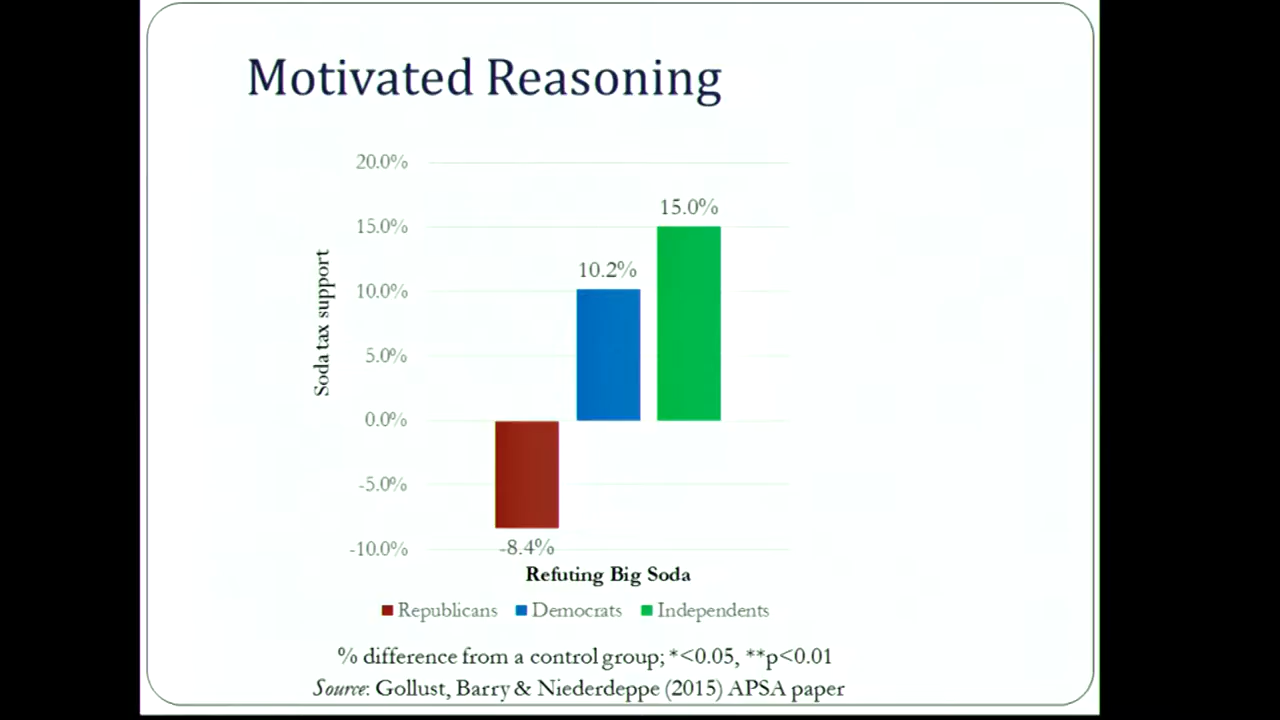 Motivated Reasoning
20.0%
15.0%
10.0%
5.0%
0.0%
-5.0%
-10.0%
Soda tax support
-8.4%
10.2%
15.0%
Refuting Big Soda
Republicans Democrats Independents
% difference from a control group; *<0.05, **p<0.01
Source: Gollust, Barry & Niederdeppe (2015) APSA paper